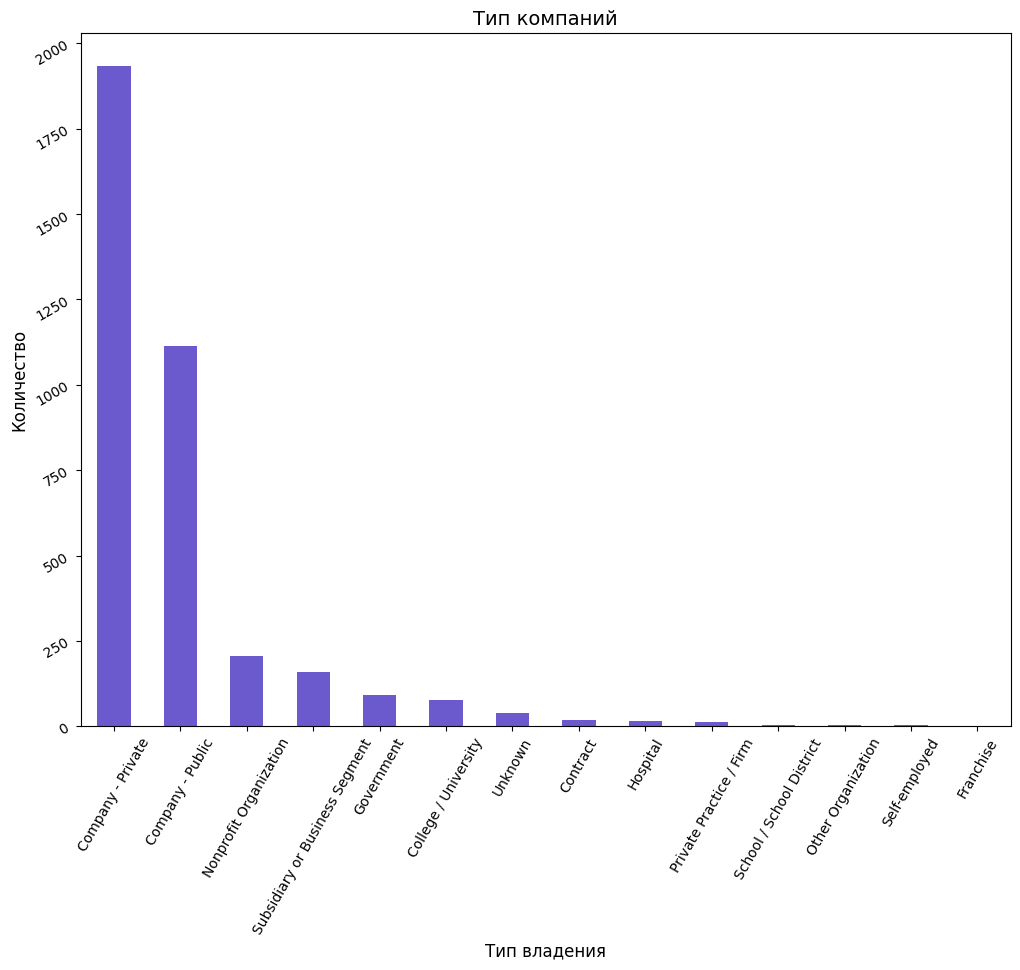 Тип компаний
2000
1750
1500
1250
1000
750
500
250
0
Количество
Company - Private
Company - Public
Nonprofit Organization
Subsidiary or Business Segment
Government
College / University
Unknown
Contract
Hospital
Private Practice / Firm
School / School District
Other Organization
Self-employed
Franchise
Тип владения